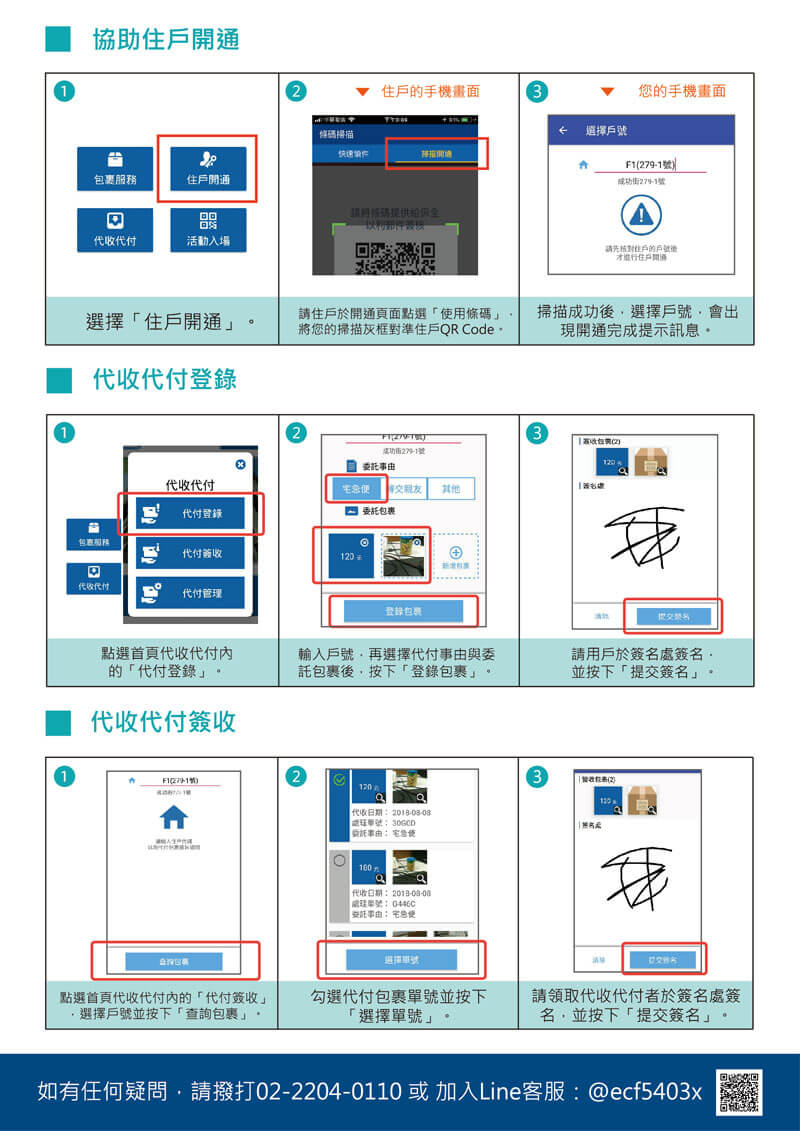 協助住戶開通
1
包裹服務
住戶開通
代收代付
活動入場
選擇「住戶開通」。
2
住戶的手機畫面
條碼掃描
快速領件
掃描開通
請將條碼提供給保全
以利郵件簽核
請住戶於開通頁面點選「使用條碼」,
將您的掃描灰框對準住戶QR Code。
3
您的手機畫面
選擇戶號
F1(279-1號)
成功街279-1號
請先核對住戶的戶號後
才進行住戶開通
掃描成功後,選擇戶號,會出
現開通完成提示訊息。
代收代付登錄
1
代收代付
代付登錄
代付簽收
代付管理
包裹服務
代收代付
點選首頁代收代付內
的「代付登錄」。
2
F1(279-1號)
成功街279-1號
委託事由
宅急便
轉交親友
其他
委託包裹
120 元
新增包裹
登錄包裹
輸入戶號,再選擇代付事由與委
託包裹後,按下「登錄包裹」。
3
簽收包裹(2)
120 元
簽名處
清除
提交簽名
請用戶於簽名處簽名,
並按下「提交簽名」。
代收代付簽收
1
F1(279-1號)
成功街279-1號
查詢包裹
點選首頁代收代付內的「代付簽收」
,選擇戶號並按下「查詢包裹」。
2
120 元
代收日期: 2018-08-08
處理單號: 30GCD
委託事由: 宅急便
160 元
代收日期: 2018-08-08
處理單號: G446C
委託事由: 宅急便
選擇單號
勾選代付包裹單號並按下
「選擇單號」。
3
簽收包裹(2)
120 元
簽名處
清除
提交簽名
請領取代收代付者於簽名處簽
名,並按下「提交簽名」。
如有任何疑問,請撥打02-2204-0110 或 加入Line客服:@ecf5403x